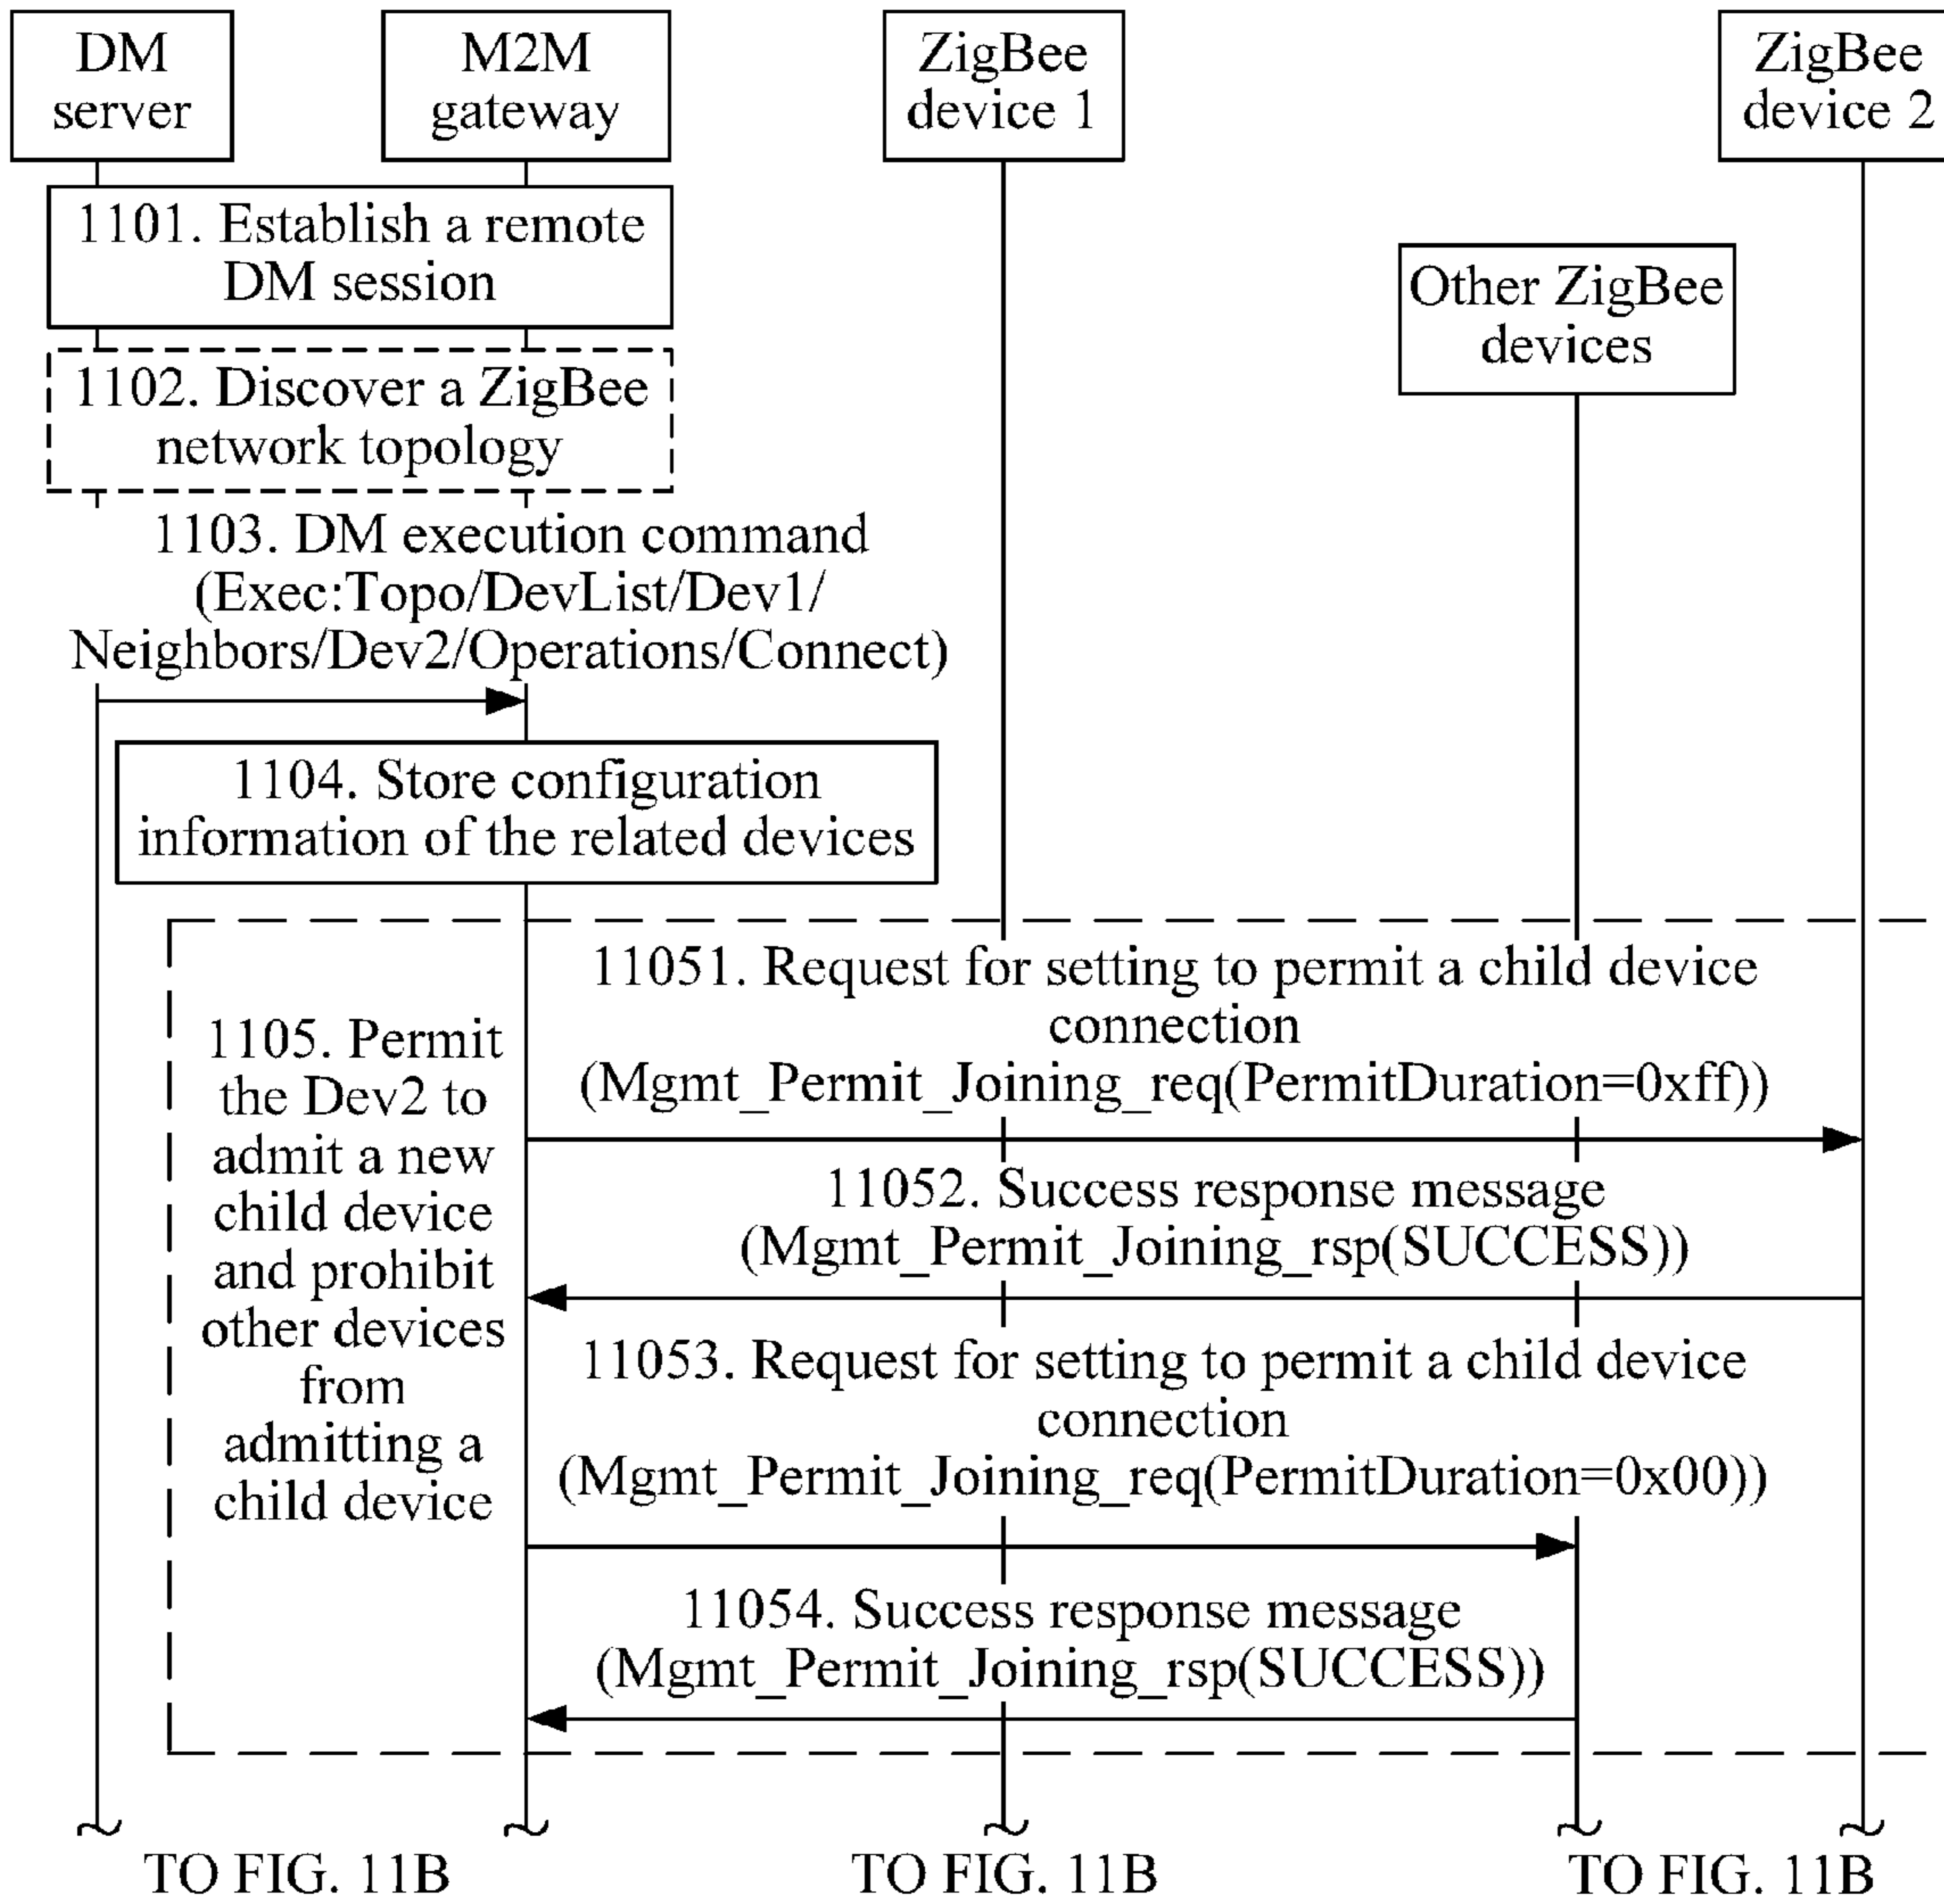 DM
server
M2M
gateway
ZigBee
device 1
ZigBee
device 2
1101. Establish a remote
DM session
Other ZigBee
devices
1102. Discover a ZigBee
network topology
1103. DM execution command
(Exec:Topo/DevList/Dev1/
Neighbors/Dev2/Operations/Connect)
1104. Store configuration
information of the related devices
1105. Permit
the Dev2 to
admit a new
child device
and prohibit
other devices
from
admitting a
child device
11051. Request for setting to permit a child device
connection
(Mgmt_Permit_Joining_req(PermitDuration=0xff))
11052. Success response message
(Mgmt_Permit_Joining_rsp(SUCCESS))
11053. Request for setting to permit a child device
connection
(Mgmt_Permit_Joining_req(PermitDuration=0x00))
11054. Success response message
(Mgmt_Permit_Joining_rsp(SUCCESS))
TO FIG. 11B
TO FIG. 11B
TO FIG. 11B